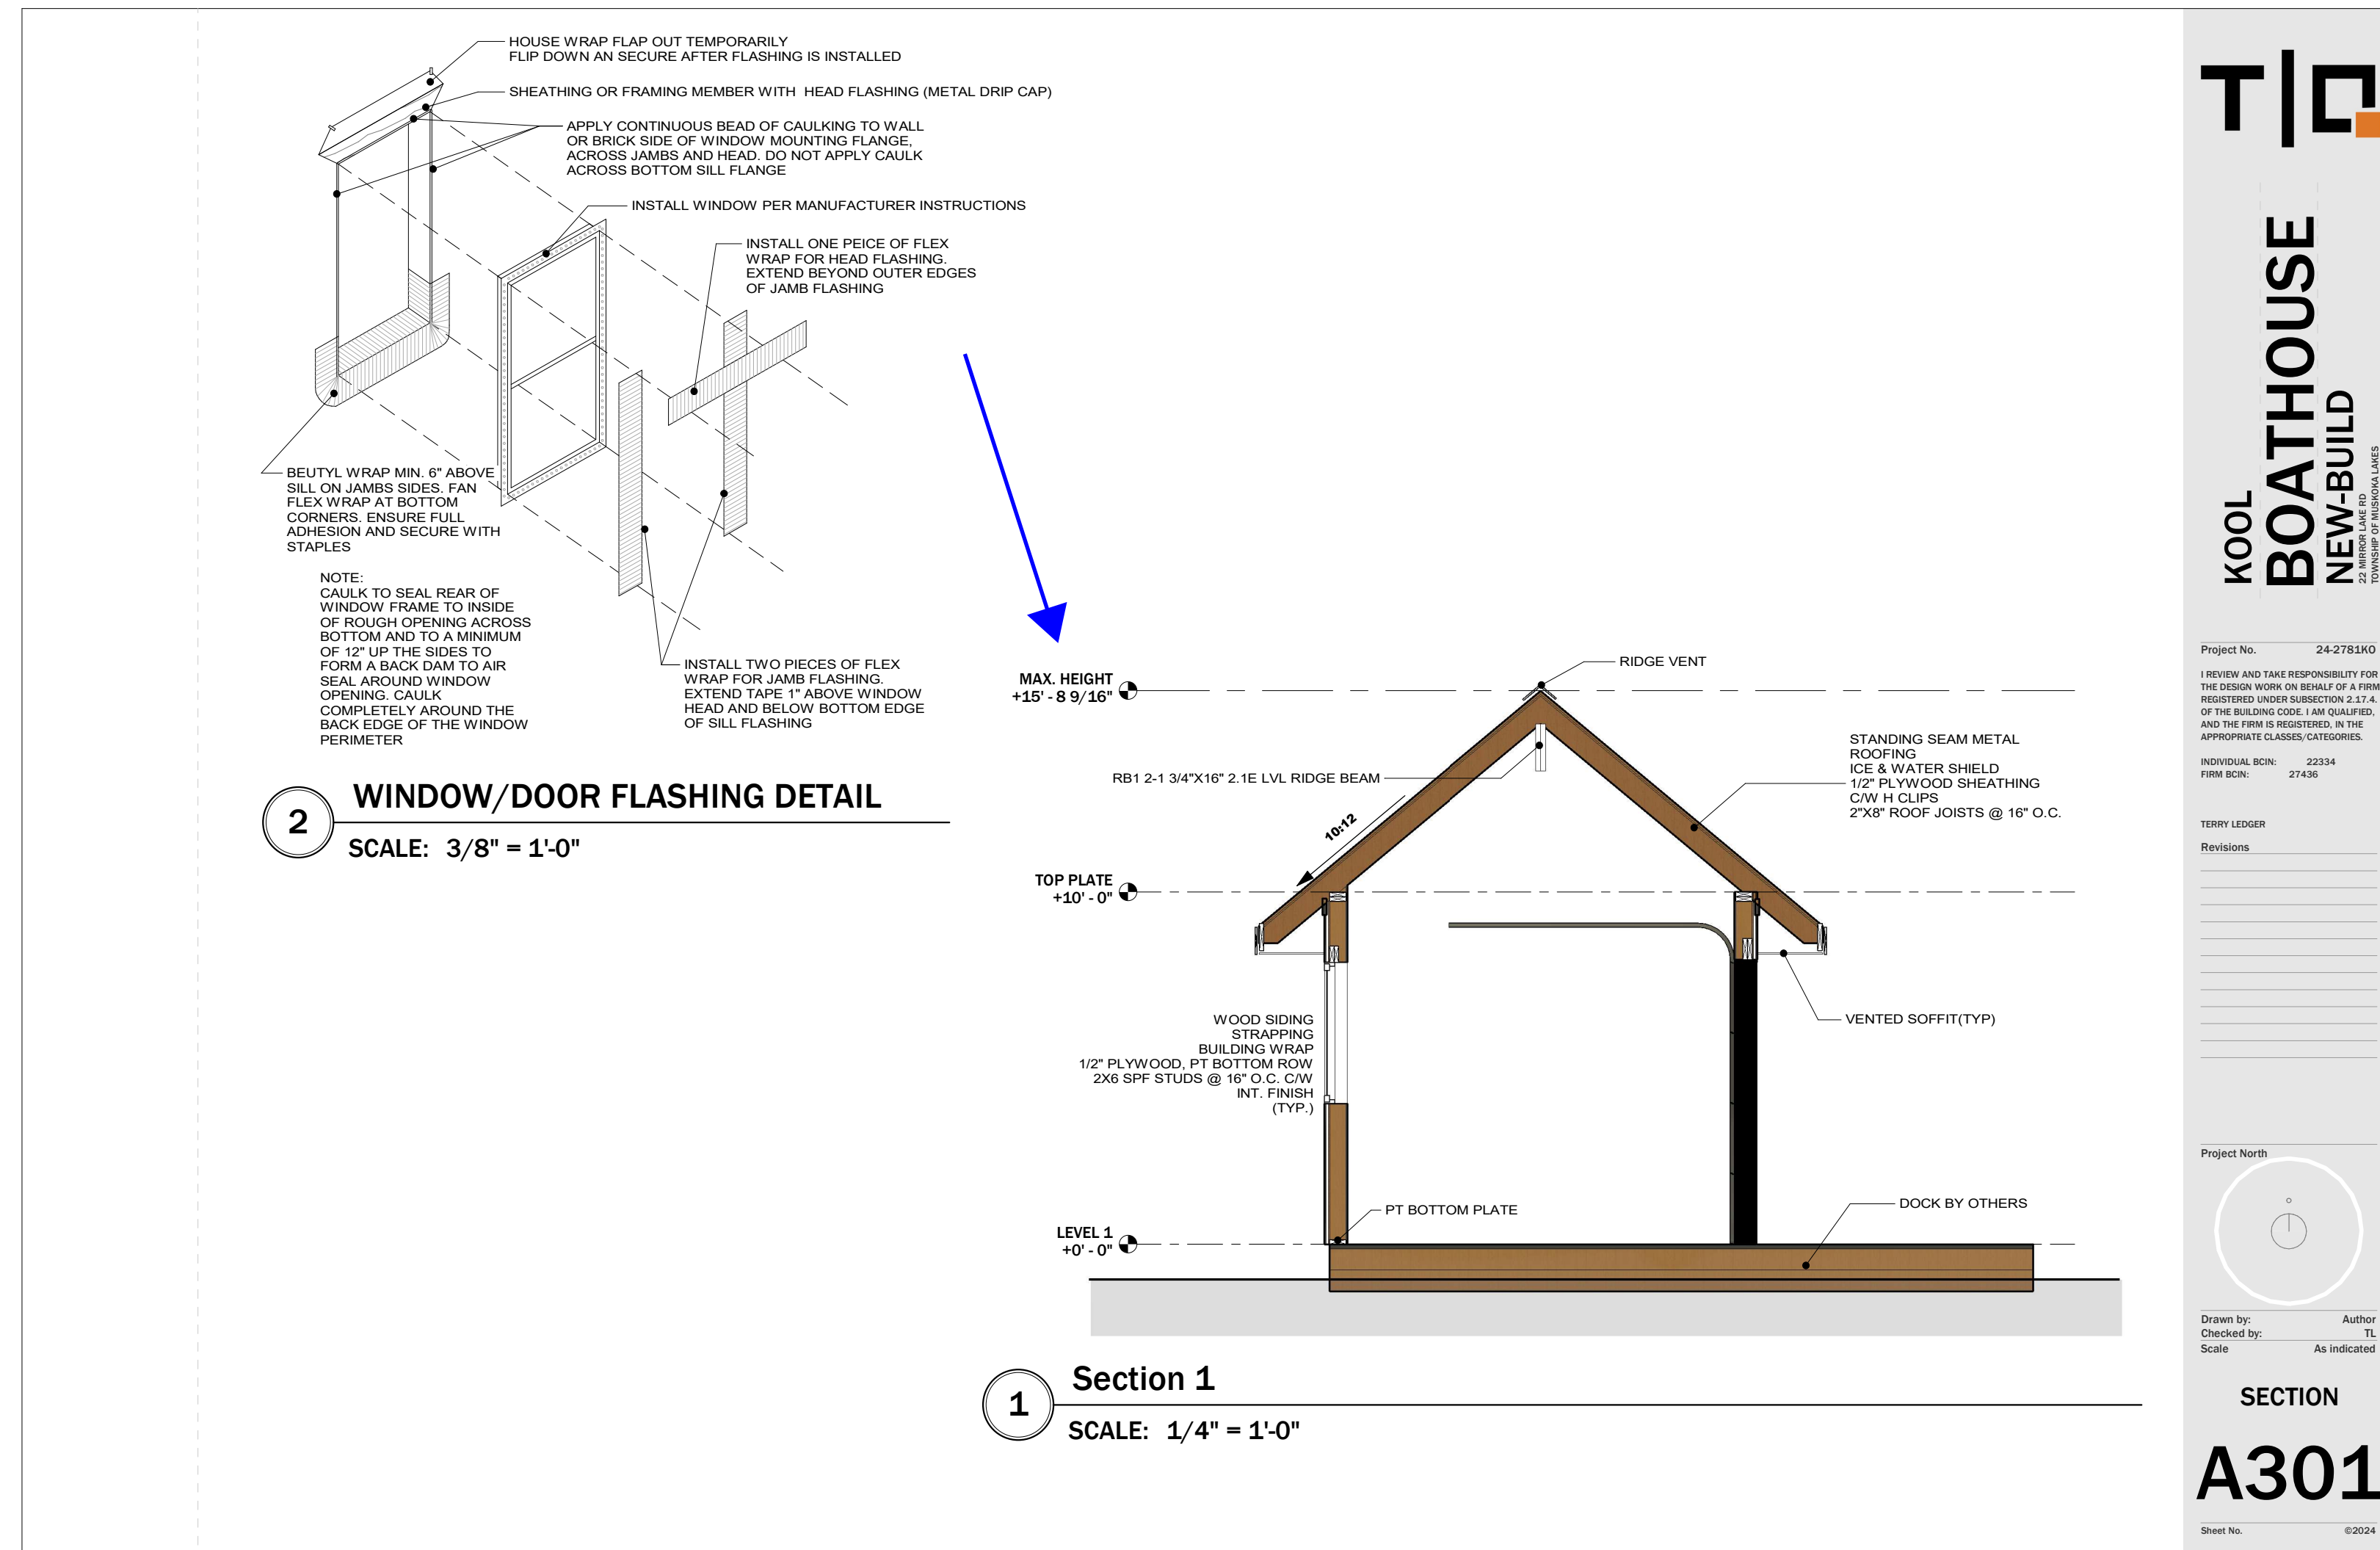 HOUSE WRAP FLAP OUT TEMPORARILY
FLIP DOWN AN SECURE AFTER FLASHING IS INSTALLED
SHEATHING OR FRAMING MEMBER WITH HEAD FLASHING (METAL DRIP CAP)
APPLY CONTINUOUS BEAD OF CAULKING TO WALL
OR BRICK SIDE OF WINDOW MOUNTING FLANGE,
ACROSS JAMBS AND HEAD. DO NOT APPLY CAULK
ACROSS BOTTOM SILL FLANGE
INSTALL WINDOW PER MANUFACTURER INSTRUCTIONS
INSTALL ONE PEICE OF FLEX
WRAP FOR HEAD FLASHING.
EXTEND BEYOND OUTER EDGES
OF JAMB FLASHING
BEUTYL WRAP MIN. 6" ABOVE
SILL ON JAMBS SIDES. FAN
FLEX WRAP AT BOTTOM
CORNERS. ENSURE FULL
ADHESION AND SECURE WITH
STAPLES
NOTE:
CAULK TO SEAL REAR OF
WINDOW FRAME TO INSIDE
OF ROUGH OPENING ACROSS
BOTTOM AND TO A MINIMUM
OF 12" UP THE SIDES TO
FORM A BACK DAM TO AIR
SEAL AROUND WINDOW
OPENING. CAULK
COMPLETELY AROUND THE
BACK EDGE OF THE WINDOW
PERIMETER
INSTALL TWO PIECES OF FLEX
WRAP FOR JAMB FLASHING.
EXTEND TAPE 1" ABOVE WINDOW
HEAD AND BELOW BOTTOM EDGE
OF SILL FLASHING
2
WINDOW/DOOR FLASHING DETAIL
SCALE: 3/8" = 1'-0"
MAX. HEIGHT
+15' - 8 9/16"
RIDGE VENT
RB1 2-1 3/4"X16" 2.1E LVL RIDGE BEAM
10:12
STANDING SEAM METAL
ROOFING
ICE & WATER SHIELD
1/2" PLYWOOD SHEATHING
C/W H CLIPS
2"X8" ROOF JOISTS @ 16" O.C.
TOP PLATE
+10' - 0"
WOOD SIDING
STRAPPING
BUILDING WRAP
1/2" PLYWOOD, PT BOTTOM ROW
2X6 SPF STUDS @ 16" O.C. C/W
INT. FINISH
(TYP.)
VENTED SOFFIT(TYP)
PT BOTTOM PLATE
DOCK BY OTHERS
LEVEL 1
+0' - 0"
1
Section 1
SCALE: 1/4" = 1'-0"
KOOL
BOATHOUSE
NEW-BUILD
22 MIRROR LAKE RD
TOWNSHIP OF MUSKOKA LAKES
Project No. 24-2781KO
I REVIEW AND TAKE RESPONSIBILITY FOR
THE DESIGN WORK ON BEHALF OF A FIRM
REGISTERED UNDER SUBSECTION 2.17.4.
OF THE BUILDING CODE. I AM QUALIFIED,
AND THE FIRM IS REGISTERED, IN THE
APPROPRIATE CLASSES/CATEGORIES.
INDIVIDUAL BCIN: 22334
FIRM BCIN: 27436
TERRY LEDGER
Revisions
Project North
Drawn by: Author
Checked by: TL
Scale As indicated
SECTION
A301
Sheet No. ©2024